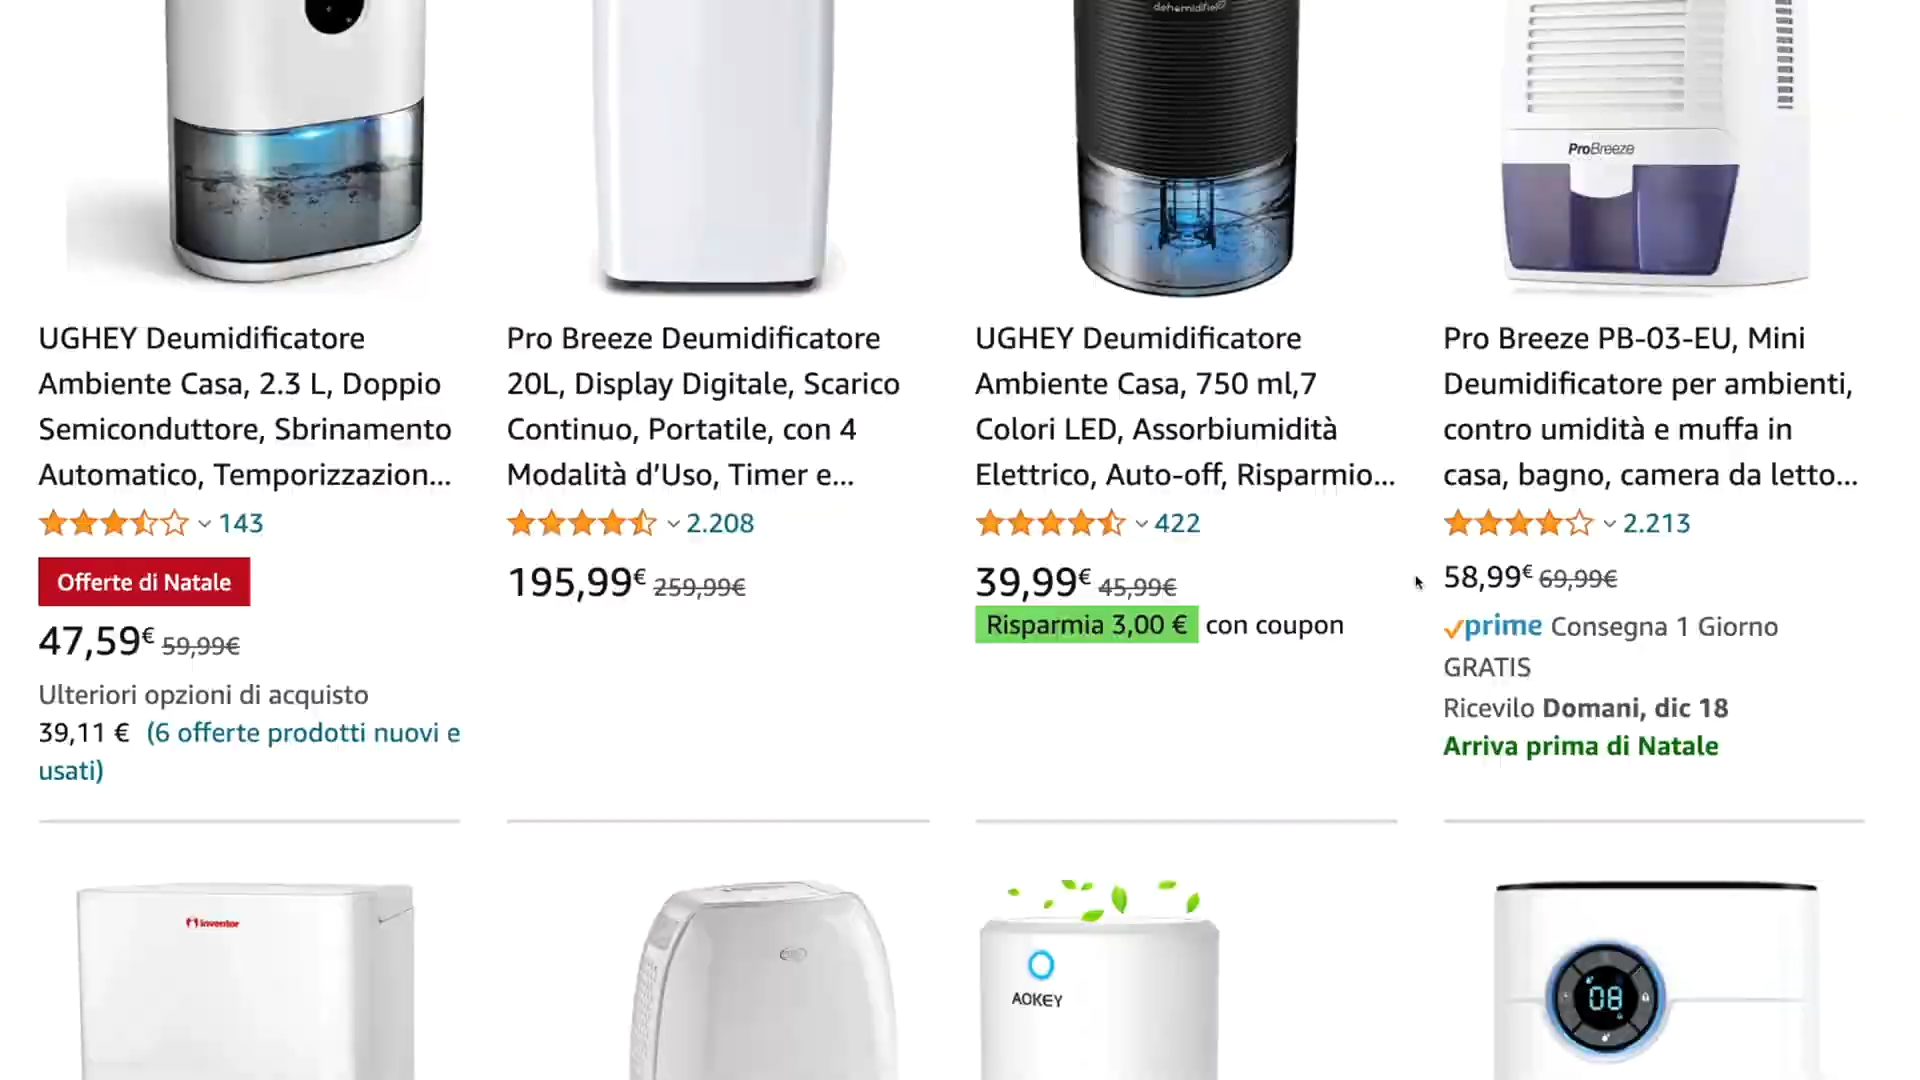 dehumidifier
ProBreeze
UGHEY Deumidificatore
Ambiente Casa, 2.3 L, Doppio
Semiconduttore, Sbrinamento
Automatico, Temporizzazion...
143
Offerte di Natale
47,59€ 59,99€
Ulteriori opzioni di acquisto
39,11 € (6 offerte prodotti nuovi e
usati)
Pro Breeze Deumidificatore
20L, Display Digitale, Scarico
Continuo, Portatile, con 4
Modalità d’Uso, Timer e...
2.208
195,99€ 259,99€
UGHEY Deumidificatore
Ambiente Casa, 750 ml,7
Colori LED, Assorbiumidità
Elettrico, Auto-off, Risparmio...
422
39,99€ 45,99€
Risparmia 3,00 € con coupon
Pro Breeze PB-03-EU, Mini
Deumidificatore per ambienti,
contro umidità e muffa in
casa, bagno, camera da letto...
2.213
58,99€ 69,99€
prime Consegna 1 Giorno
GRATIS
Ricevilo Domani, dic 18
Arriva prima di Natale
inventor
AOKEY
08